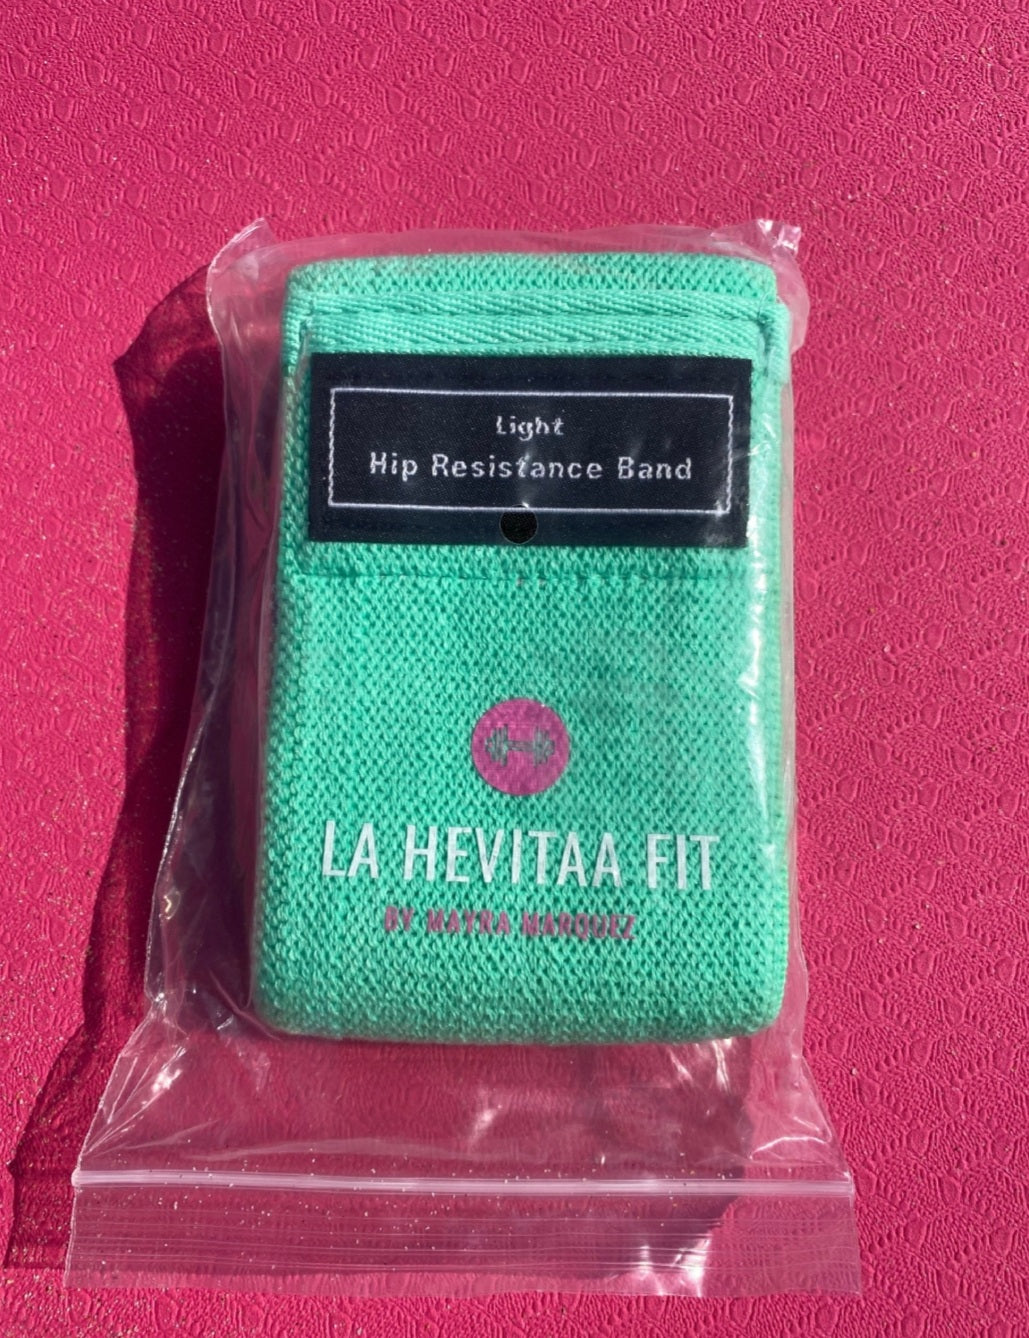 Light
Hip Resistance Band
LA HEVITAA FIT
BY MAYRA MARQUEZ